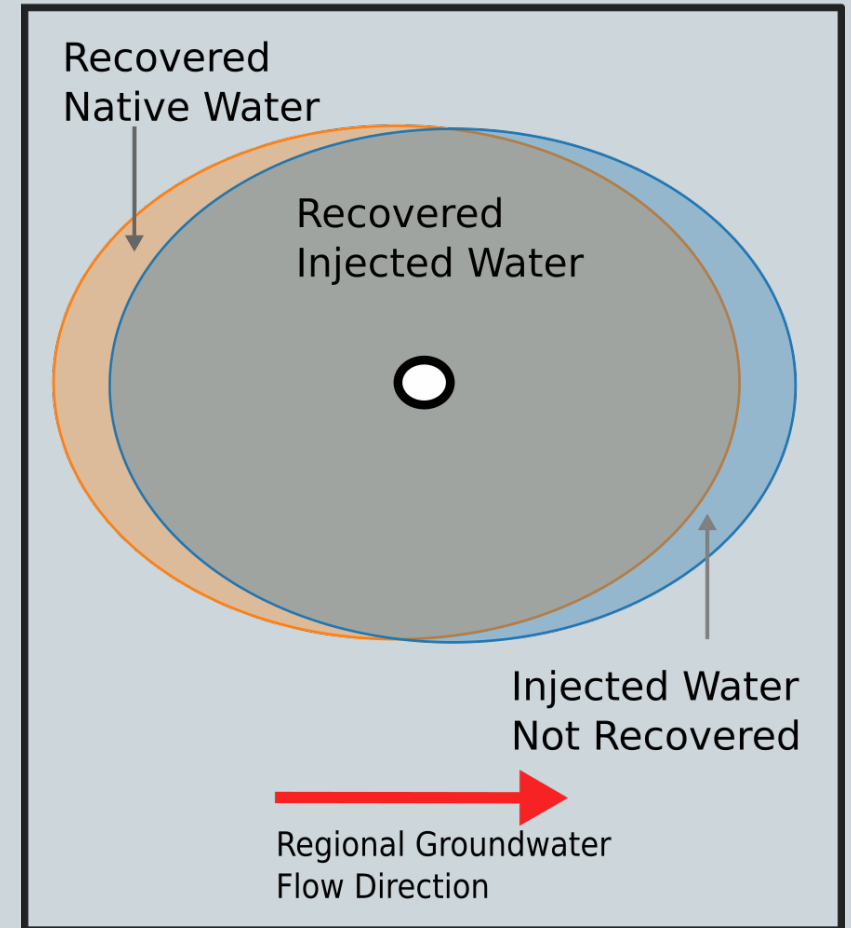 Recovered
Native Water
Recovered
Injected Water
Injected Water
Not Recovered
Regional Groundwater
Flow Direction